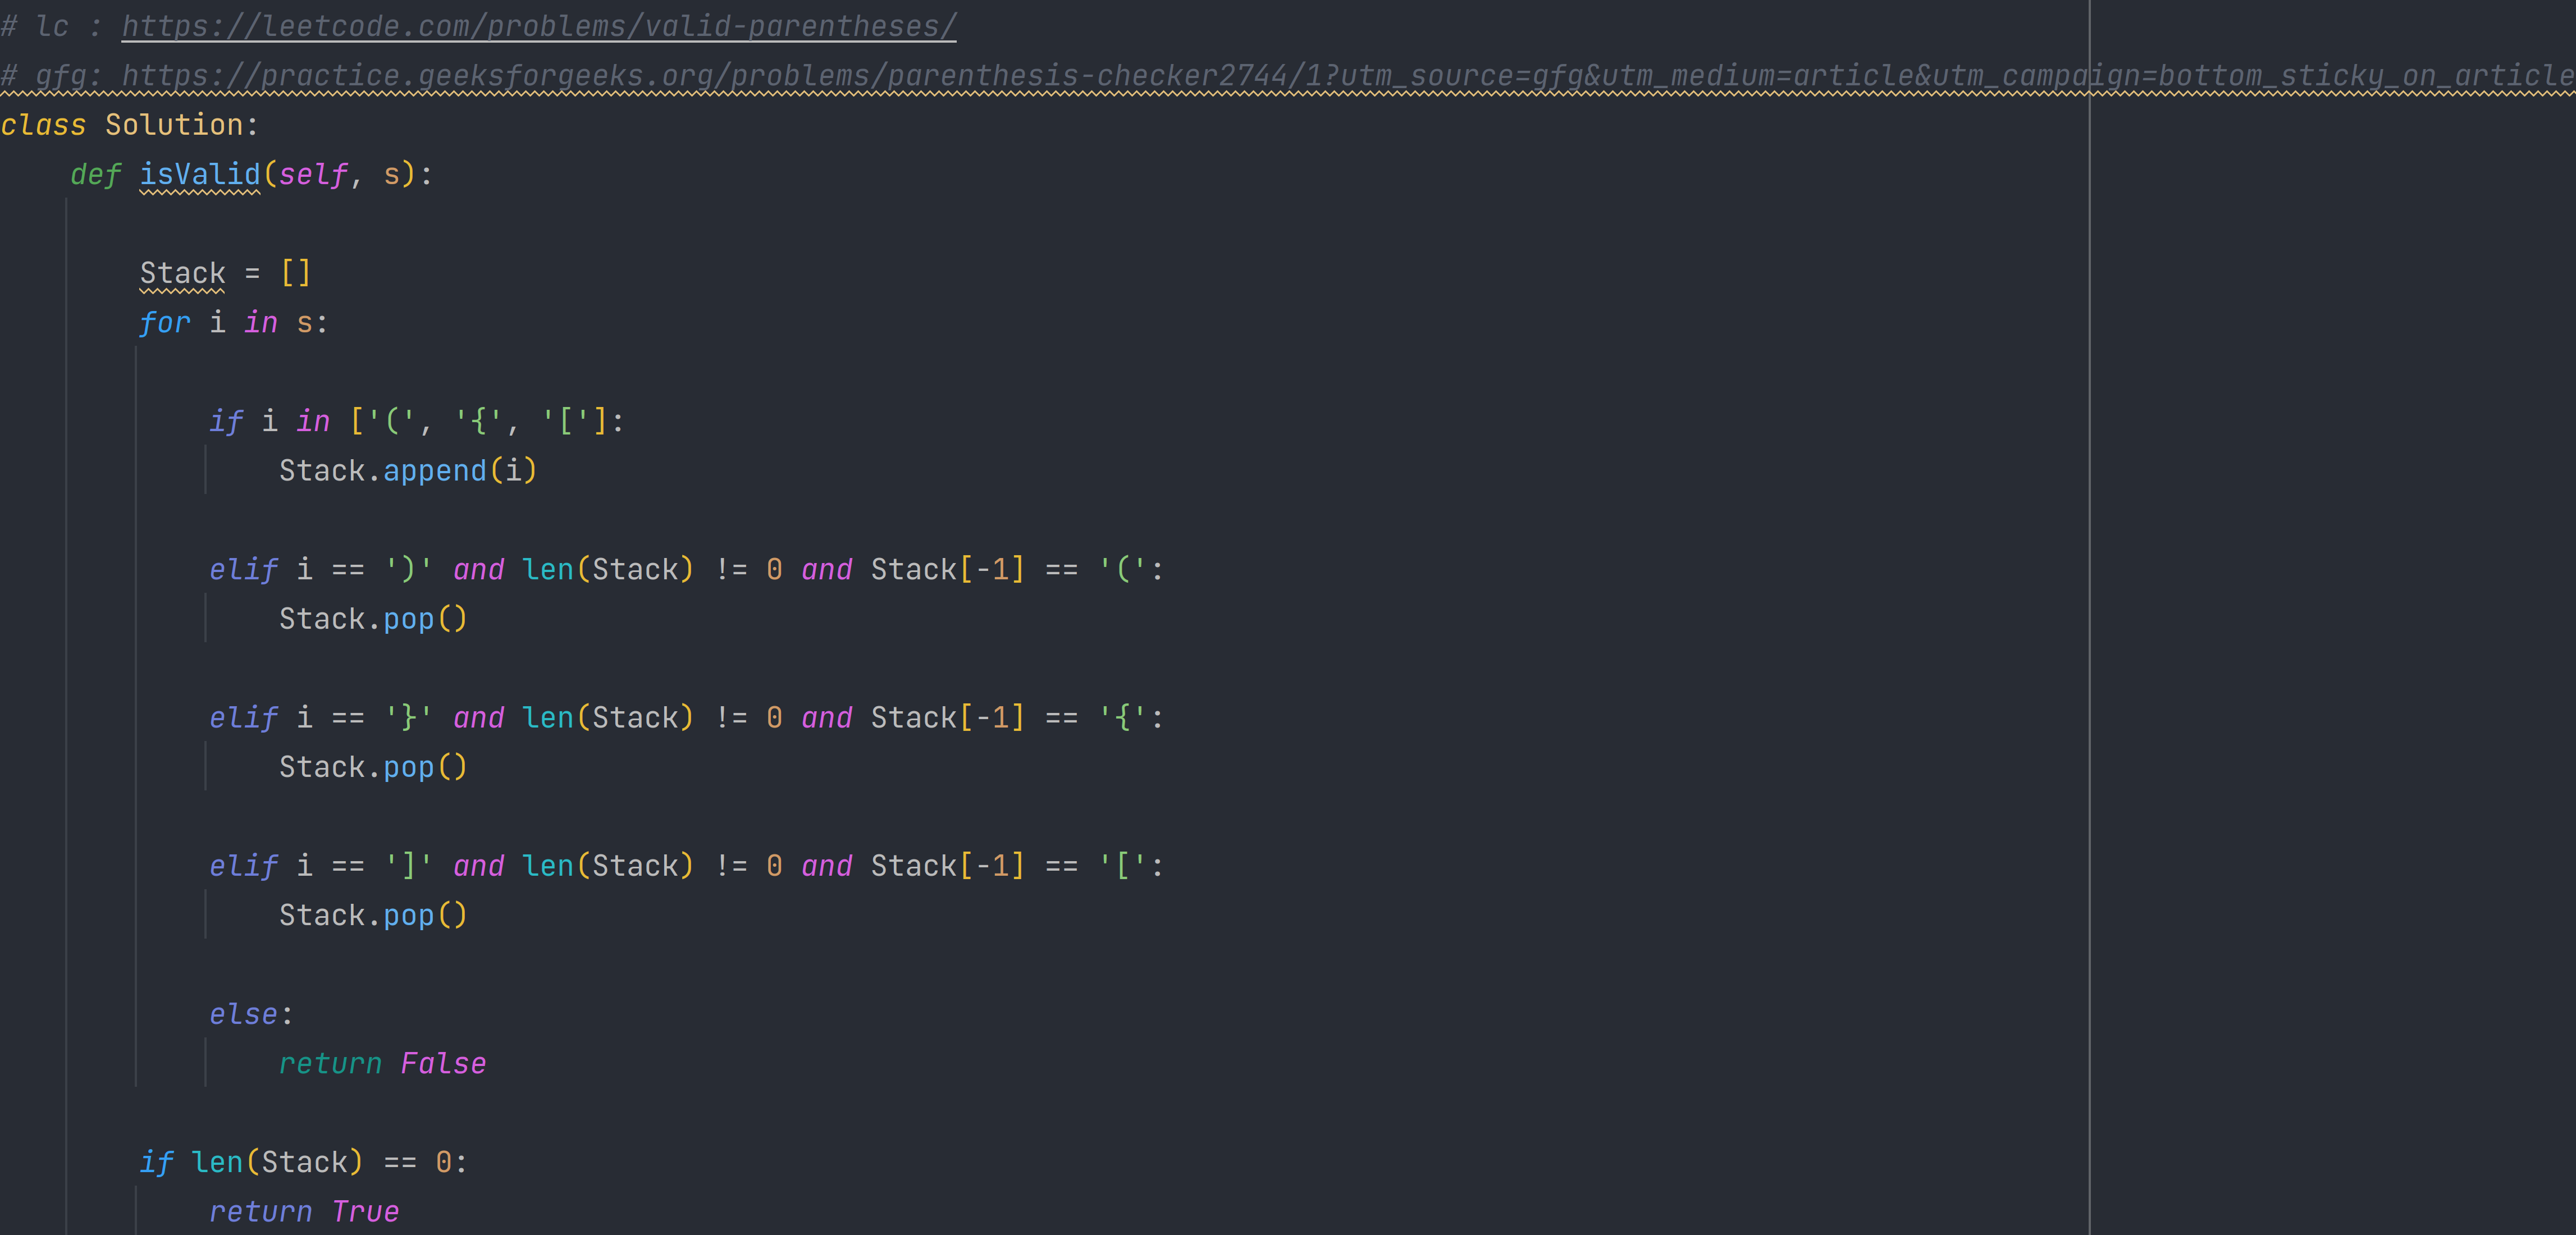 # lc : https://leetcode.com/problems/valid-parentheses/
# gfg: https://practice.geeksforgeeks.org/problems/parenthesis-checker2744/1?utm_source=gfg&utm_medium=article&utm_campaign=bottom_sticky_on_article
class Solution:
    def isValid(self, s):
        Stack = []
        for i in s:
            if i in ['(', '{', '[']:
                Stack.append(i)
            elif i == ')' and len(Stack) != 0 and Stack[-1] == '(':
                Stack.pop()
            elif i == '}' and len(Stack) != 0 and Stack[-1] == '{':
                Stack.pop()
            elif i == ']' and len(Stack) != 0 and Stack[-1] == '[':
                Stack.pop()
            else:
                return False
        if len(Stack) == 0:
            return True